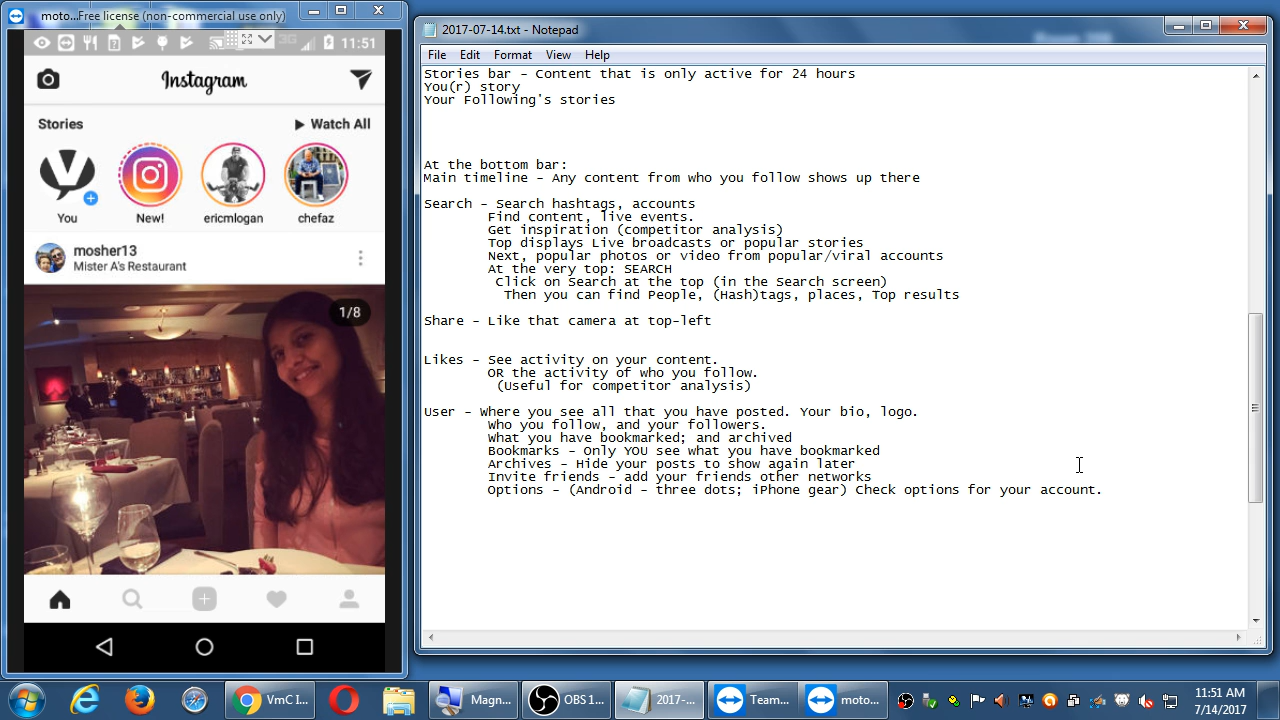 moto...Free license (non-commercial use only)
3G
11:51
Instagram
Stories
Watch All
You
New!
ericmlogan
chefaz
mosher13
Mister A's Restaurant
1/8
2017-07-14.txt - Notepad
File Edit Format View Help
Stories bar - Content that is only active for 24 hours
You(r) story
Your Following's stories
At the bottom bar:
Main timeline - Any content from who you follow shows up there
Search - Search hashtags, accounts
Find content, live events.
Get inspiration (competitor analysis)
Top displays Live broadcasts or popular stories
Next, popular photos or video from popular/viral accounts
At the very top: SEARCH
Click on Search at the top (in the Search screen)
Then you can find People, (Hash)tags, places, Top results
Share - Like that camera at top-left
Likes - See activity on your content.
OR the activity of who you follow.
(Useful for competitor analysis)
User - Where you see all that you have posted. Your bio, logo.
Who you follow, and your followers.
What you have bookmarked; and archived
Bookmarks - Only YOU see what you have bookmarked
Archives - Hide your posts to show again later
Invite friends - add your friends other networks
Options - (Android - three dots; iPhone gear) Check options for your account.
VmC I...
Magn...
OBS 1...
2017-...
Team...
moto...
11:51 AM
7/14/2017